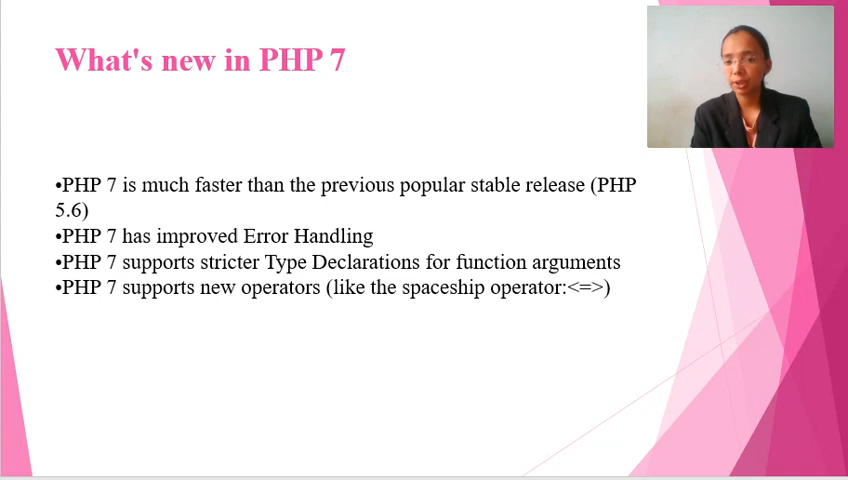 What's new in PHP 7
•PHP 7 is much faster than the previous popular stable release (PHP
5.6)
•PHP 7 has improved Error Handling
•PHP 7 supports stricter Type Declarations for function arguments
•PHP 7 supports new operators (like the spaceship operator:<=>)